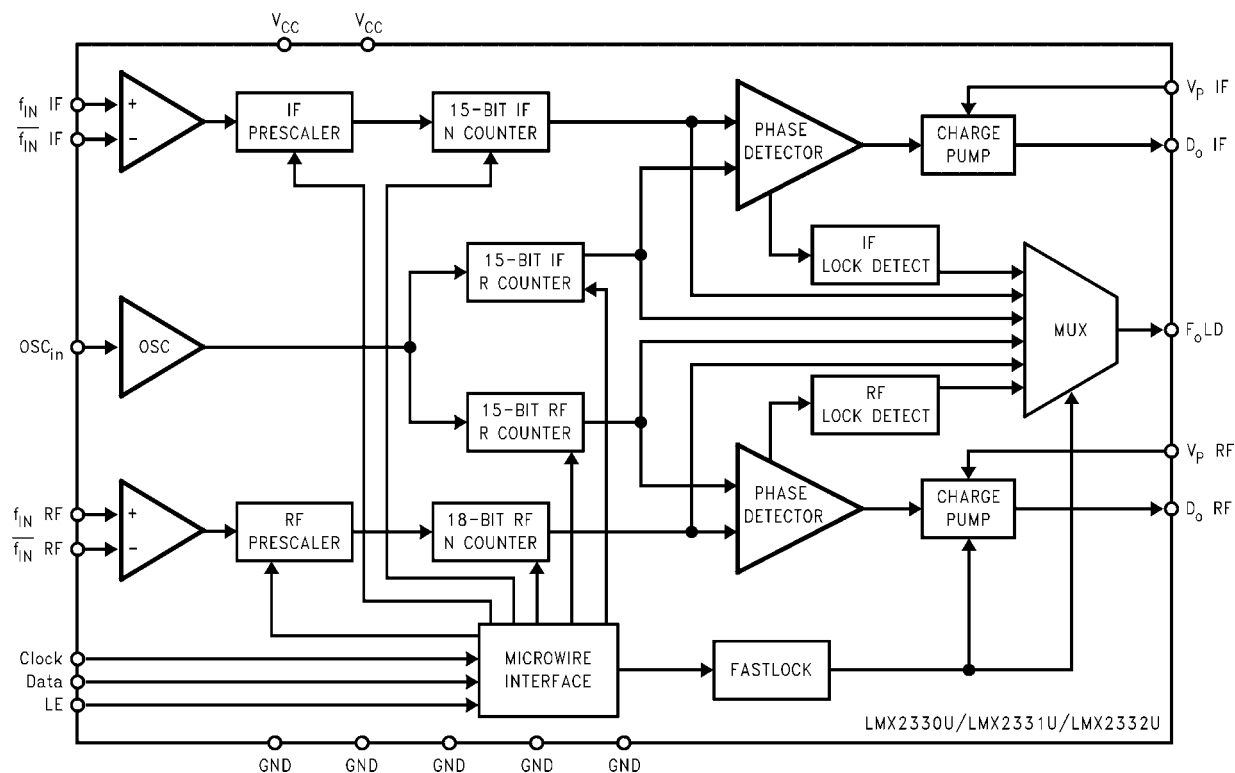 V_CC V_CC
f_IN IF
f̅_IN IF
+
−
IF
PRESCALER
15-BIT IF
N COUNTER
PHASE
DETECTOR
CHARGE
PUMP
V_P IF
D_o IF
15-BIT IF
R COUNTER
IF
LOCK DETECT
OSC_in
OSC
MUX
F_oLD
15-BIT RF
R COUNTER
RF
LOCK DETECT
V_P RF
f_IN RF
f̅_IN RF
+
−
RF
PRESCALER
18-BIT RF
N COUNTER
PHASE
DETECTOR
CHARGE
PUMP
D_o RF
Clock
Data
LE
MICROWIRE
INTERFACE
FASTLOCK
LMX2330U/LMX2331U/LMX2332U
GND GND GND GND GND